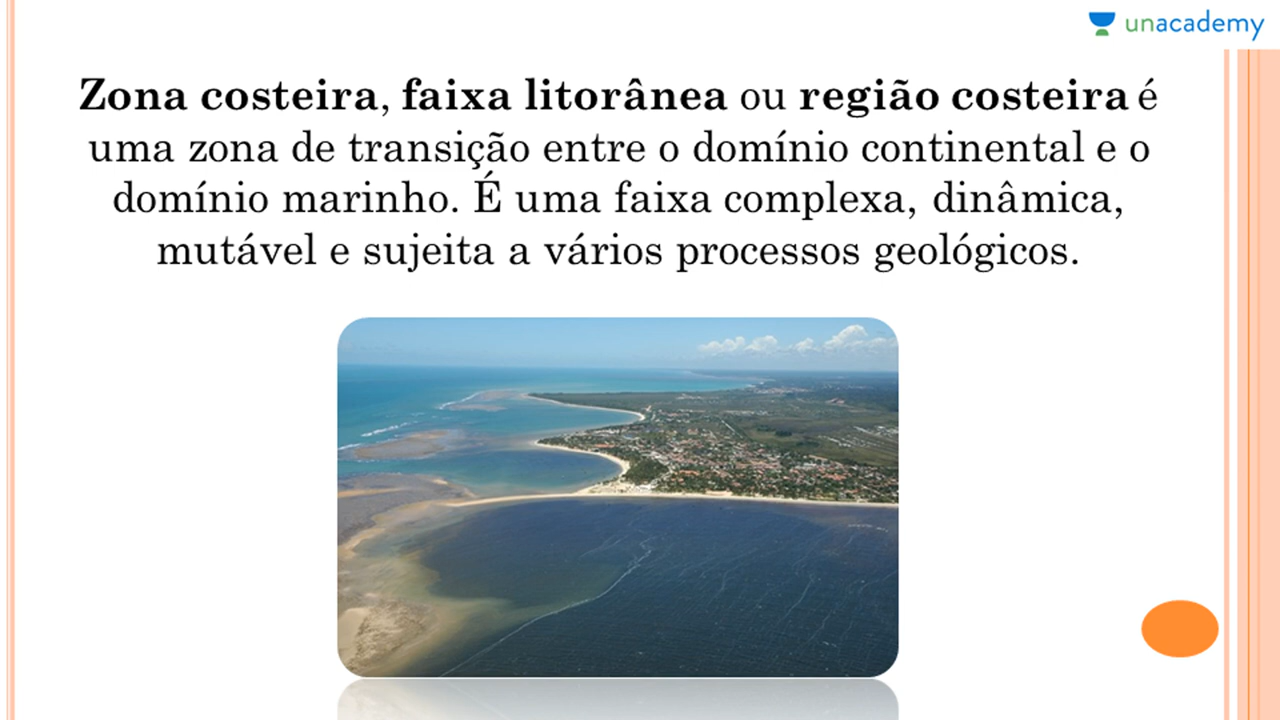 unacademy
Zona costeira, faixa litorânea ou região costeira é
uma zona de transição entre o domínio continental e o
domínio marinho. É uma faixa complexa, dinâmica,
mutável e sujeita a vários processos geológicos.